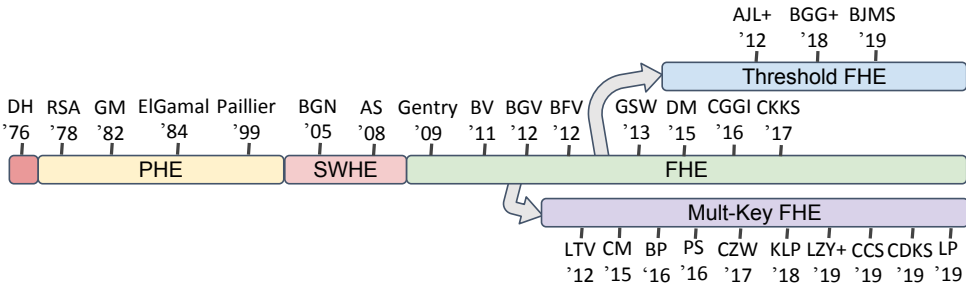 AJL+ BGG+ BJMS
'12 '18 '19
Threshold FHE
DH RSA GM ElGamal Paillier BGN AS Gentry BV BGV BFV GSW DM CGGI CKKS
'76 '78 '82 '84 '99 '05 '08 '09 '11 '12 '12 '13 '15 '16 '17
PHE SWHE FHE
Mult-Key FHE
LTV CM BP PS CZW KLP LZY+ CCS CDKS LP
'12 '15 '16 '16 '17 '18 '19 '19 '19 '19